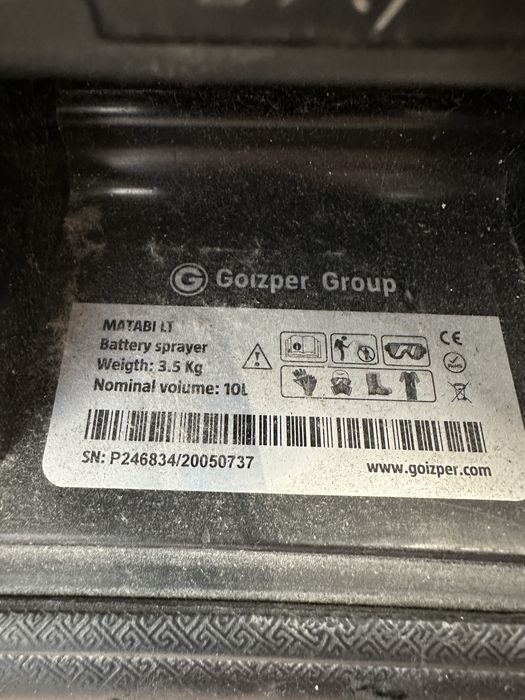 Goizper Group
MATABI LT
Battery sprayer
Weigth: 3.5 Kg
Nominal volume: 10L
CE
RoHS
SN: P246834/20050737
www.goizper.com